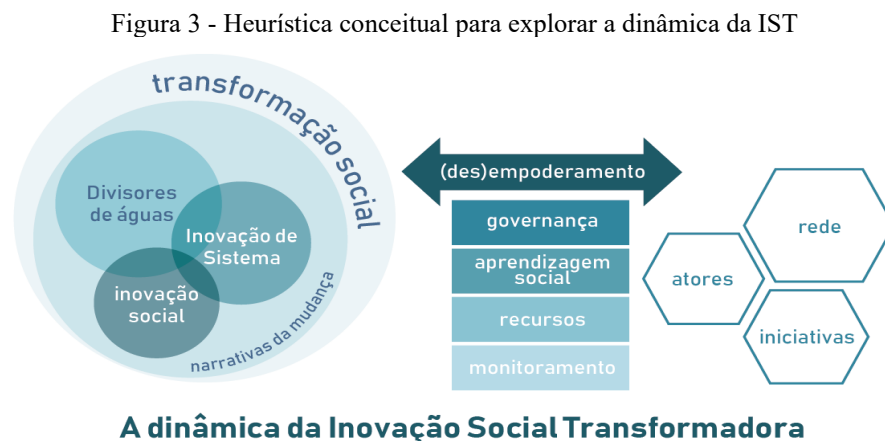 Figura 3 - Heurística conceitual para explorar a dinâmica da IST
transformação social
Divisores
de águas
Inovação de
Sistema
inovação
social
narrativas da mudança
(des)empoderamento
governança
aprendizagem
social
recursos
monitoramento
rede
atores
iniciativas
A dinâmica da Inovação Social Transformadora